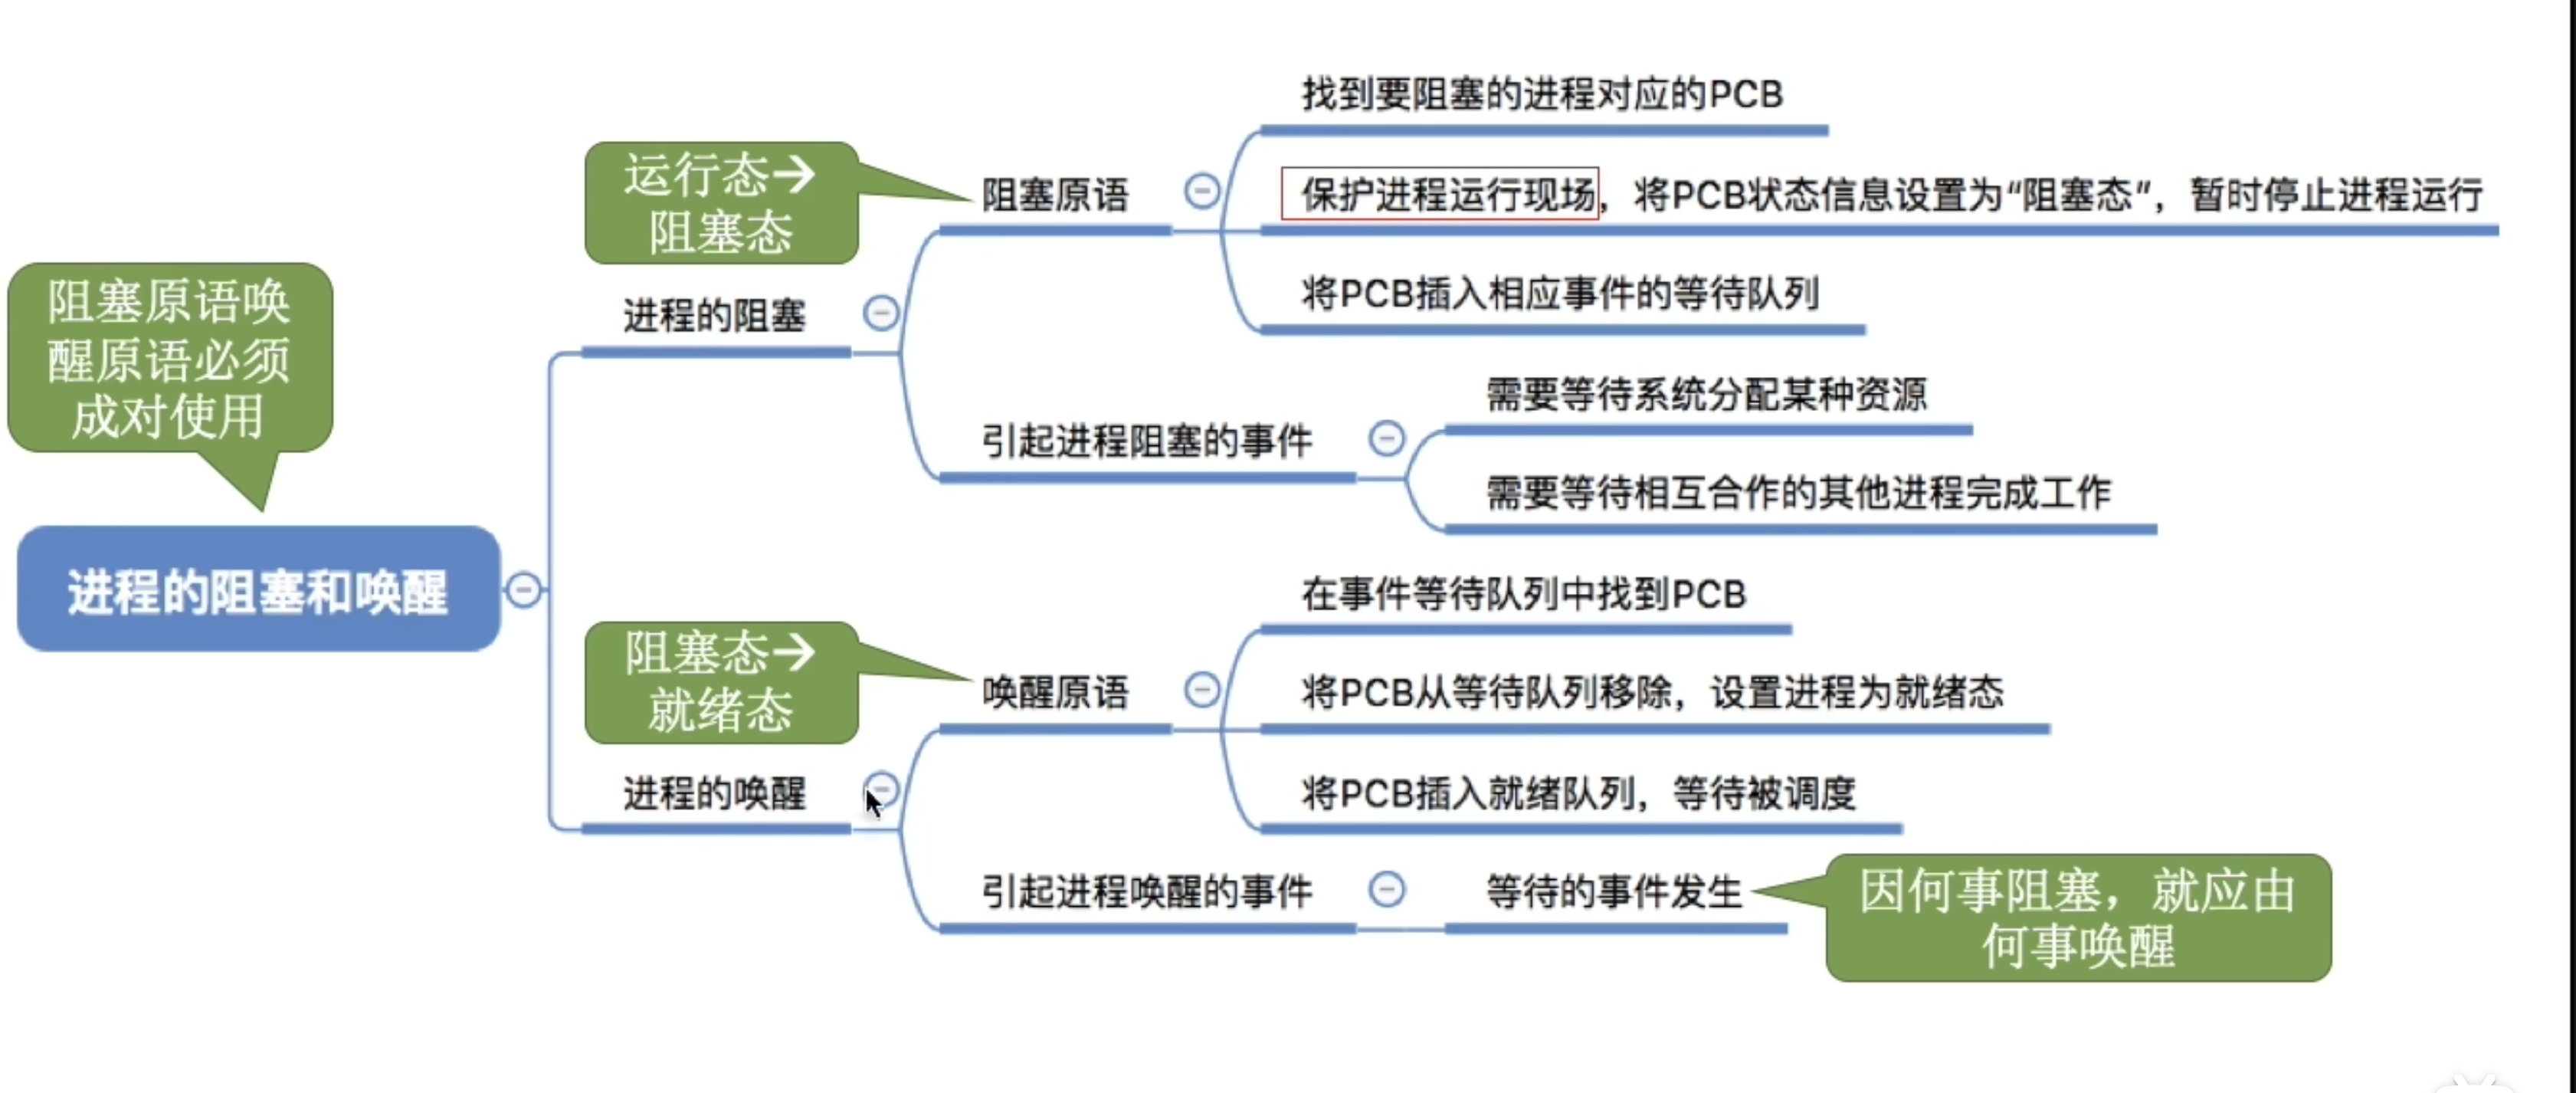 找到要阻塞的进程对应的PCB
运行态→
阻塞态
阻塞原语
保护进程运行现场，将PCB状态信息设置为“阻塞态”，暂时停止进程运行
将PCB插入相应事件的等待队列
进程的阻塞
阻塞原语唤
醒原语必须
成对使用
需要等待系统分配某种资源
引起进程阻塞的事件
需要等待相互合作的其他进程完成工作
进程的阻塞和唤醒
在事件等待队列中找到PCB
阻塞态→
就绪态
唤醒原语
将PCB从等待队列移除，设置进程为就绪态
将PCB插入就绪队列，等待被调度
进程的唤醒
引起进程唤醒的事件
等待的事件发生
因何事阻塞，就应由
何事唤醒